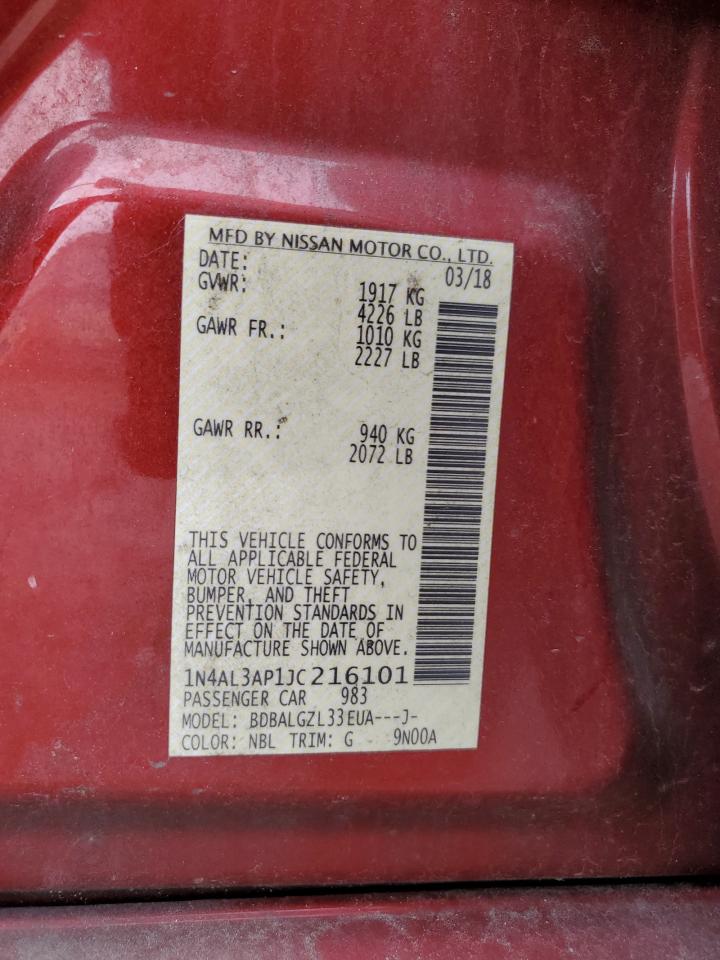 MFD BY NISSAN MOTOR CO., LTD.
DATE: 03/18
GVWR: 1917 KG
4226 LB
GAWR FR.: 1010 KG
2227 LB
GAWR RR.: 940 KG
2072 LB
THIS VEHICLE CONFORMS TO
ALL APPLICABLE FEDERAL
MOTOR VEHICLE SAFETY,
BUMPER, AND THEFT
PREVENTION STANDARDS IN
EFFECT ON THE DATE OF
MANUFACTURE SHOWN ABOVE.
1N4AL3AP1JC216101
PASSENGER CAR 983
MODEL: BDBALGZL33EUA---J-
COLOR: NBL TRIM: G 9N00A